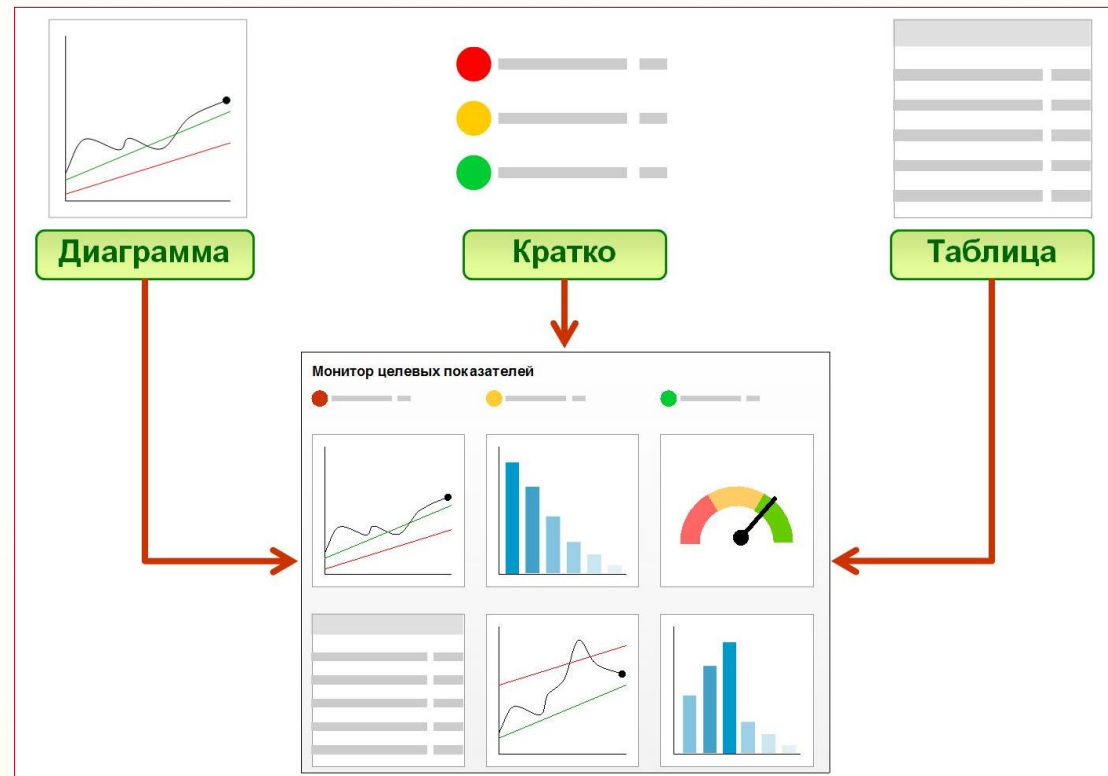 Диаграмма
Кратко
Таблица
Монитор целевых показателей